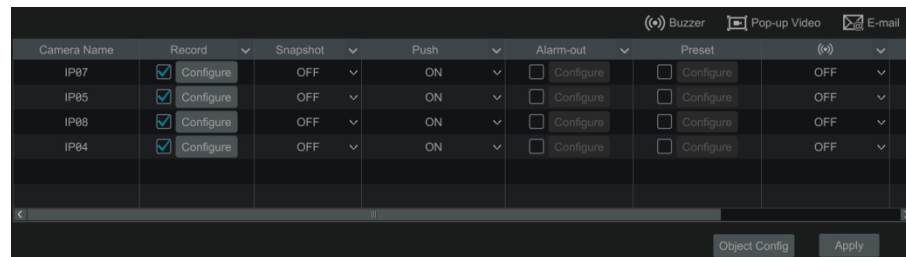 Buzzer Pop-up Video E-mail
Camera Name Record Snapshot Push Alarm-out Preset
IP07 Configure OFF ON Configure Configure OFF
IP05 Configure OFF ON Configure Configure OFF
IP08 Configure OFF ON Configure Configure OFF
IP04 Configure OFF ON Configure Configure OFF
Object Config Apply